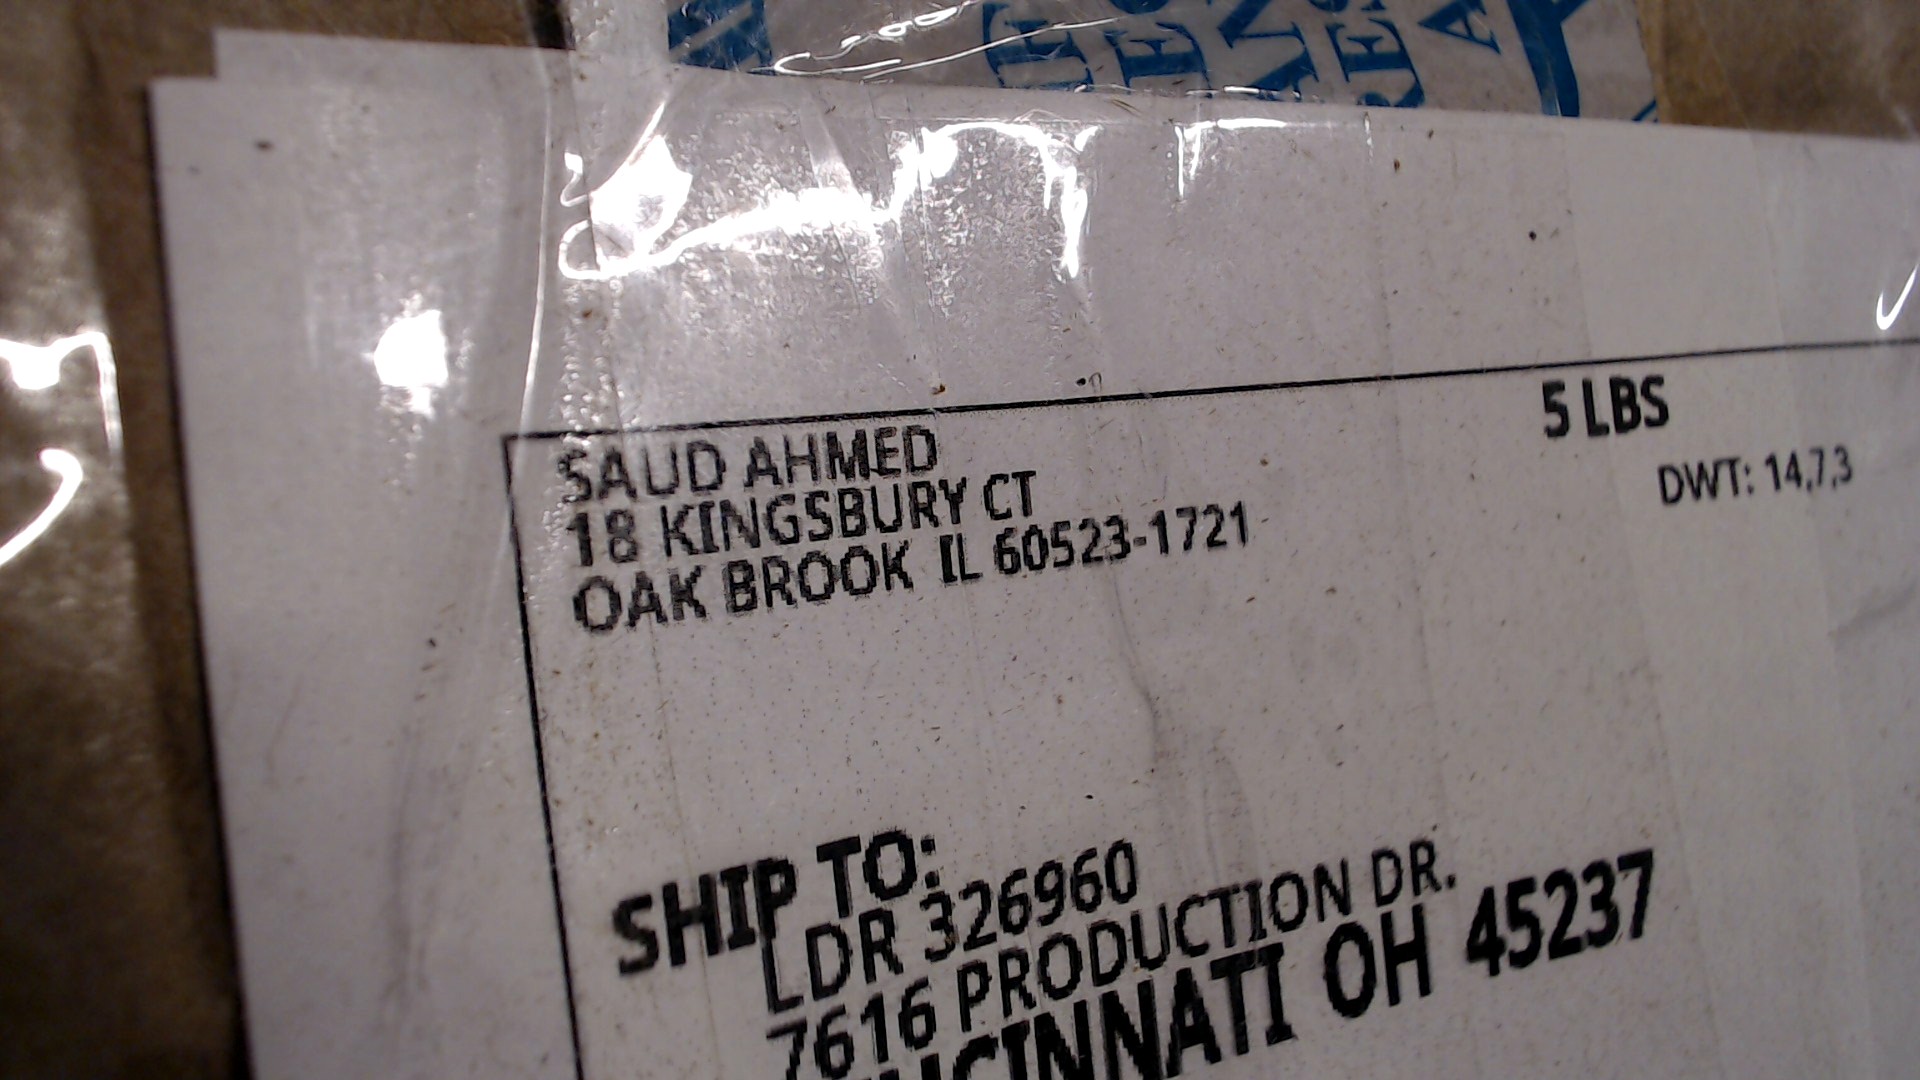 SAUD AHMED
5 LBS
18 KINGSBURY CT
DWT: 14,7,3
OAK BROOK IL 60523-1721
SHIP TO:
LDR 326960
7616 PRODUCTION DR.
OH 45237